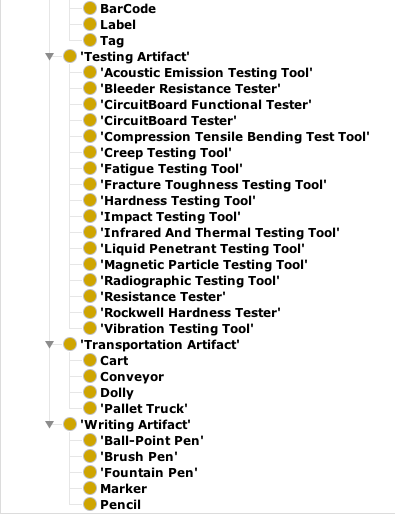 BarCode
Label
Tag
'Testing Artifact'
'Acoustic Emission Testing Tool'
'Bleeder Resistance Tester'
'CircuitBoard Functional Tester'
'CircuitBoard Tester'
'Compression Tensile Bending Test Tool'
'Creep Testing Tool'
'Fatigue Testing Tool'
'Fracture Toughness Testing Tool'
'Hardness Testing Tool'
'Impact Testing Tool'
'Infrared And Thermal Testing Tool'
'Liquid Penetrant Testing Tool'
'Magnetic Particle Testing Tool'
'Radiographic Testing Tool'
'Resistance Tester'
'Rockwell Hardness Tester'
'Vibration Testing Tool'
'Transportation Artifact'
Cart
Conveyor
Dolly
'Pallet Truck'
'Writing Artifact'
'Ball-Point Pen'
'Brush Pen'
'Fountain Pen'
Marker
Pencil